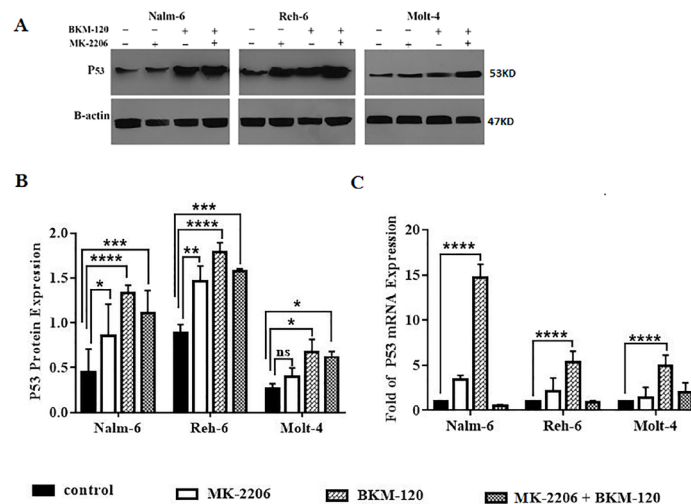 A
Nalm-6 Reh-6 Molt-4
BKM-120 – – + + – – + + – – + +
MK-2206 – + – + – + – + – + – +
P53 53KD
B-actin 47KD
B
P53 Protein Expression
2.0
1.5
1.0
0.5
0.0
***
****
*
***
****
**
*
*
ns
Nalm-6 Reh-6 Molt-4
C
Fold of P53 mRNA Expression
20
15
10
5
0
****
****
****
Nalm-6 Reh-6 Molt-4
control MK-2206 BKM-120 MK-2206 + BKM-120